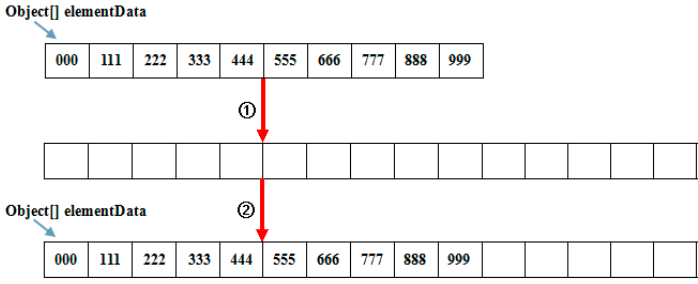 Object[] elementData
000 111 222 333 444 555 666 777 888 999
①
②
Object[] elementData
000 111 222 333 444 555 666 777 888 999